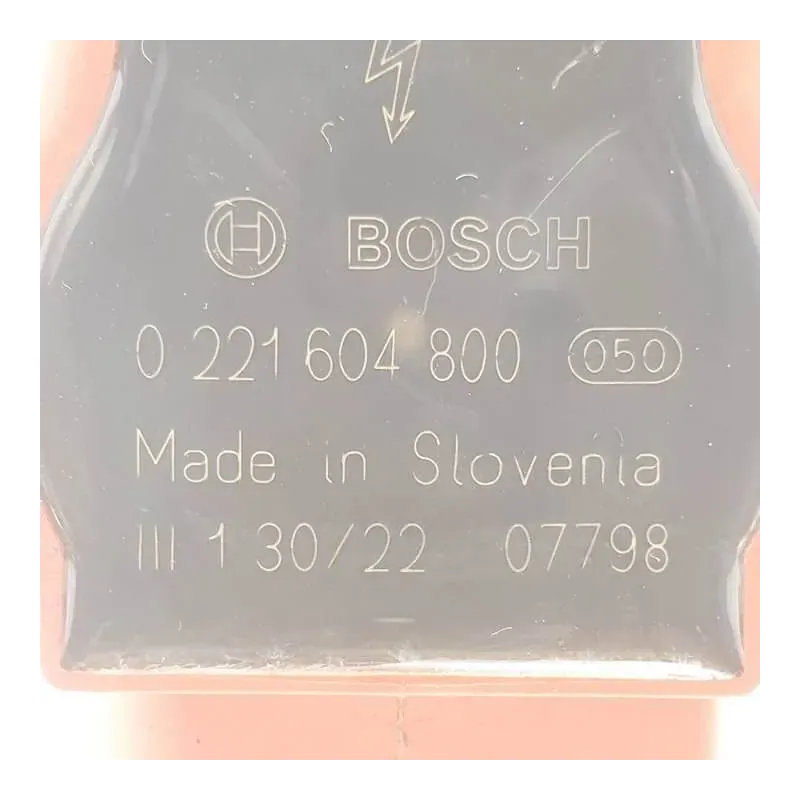 BOSCH
0 221 604 800 050
Made in Slovenia
III 1 30/22 07798